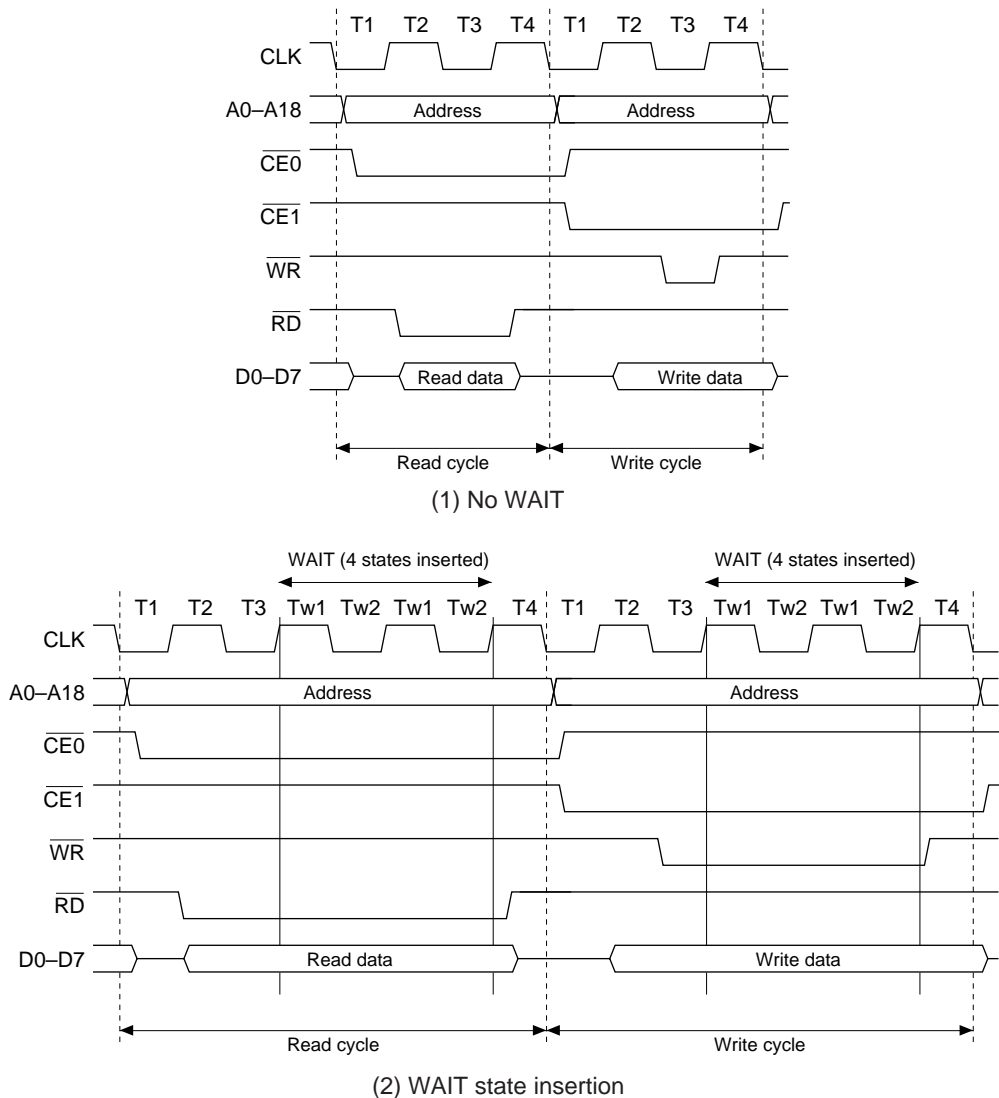 T1 T2 T3 T4 T1 T2 T3 T4
CLK
A0–A18 Address Address
CE0
CE1
WR
RD
D0–D7 Read data Write data
Read cycle Write cycle
(1) No WAIT
WAIT (4 states inserted) WAIT (4 states inserted)
T1 T2 T3 Tw1 Tw2 Tw1 Tw2 T4 T1 T2 T3 Tw1 Tw2 Tw1 Tw2 T4
CLK
A0–A18 Address Address
CE0
CE1
WR
RD
D0–D7 Read data Write data
Read cycle Write cycle
(2) WAIT state insertion